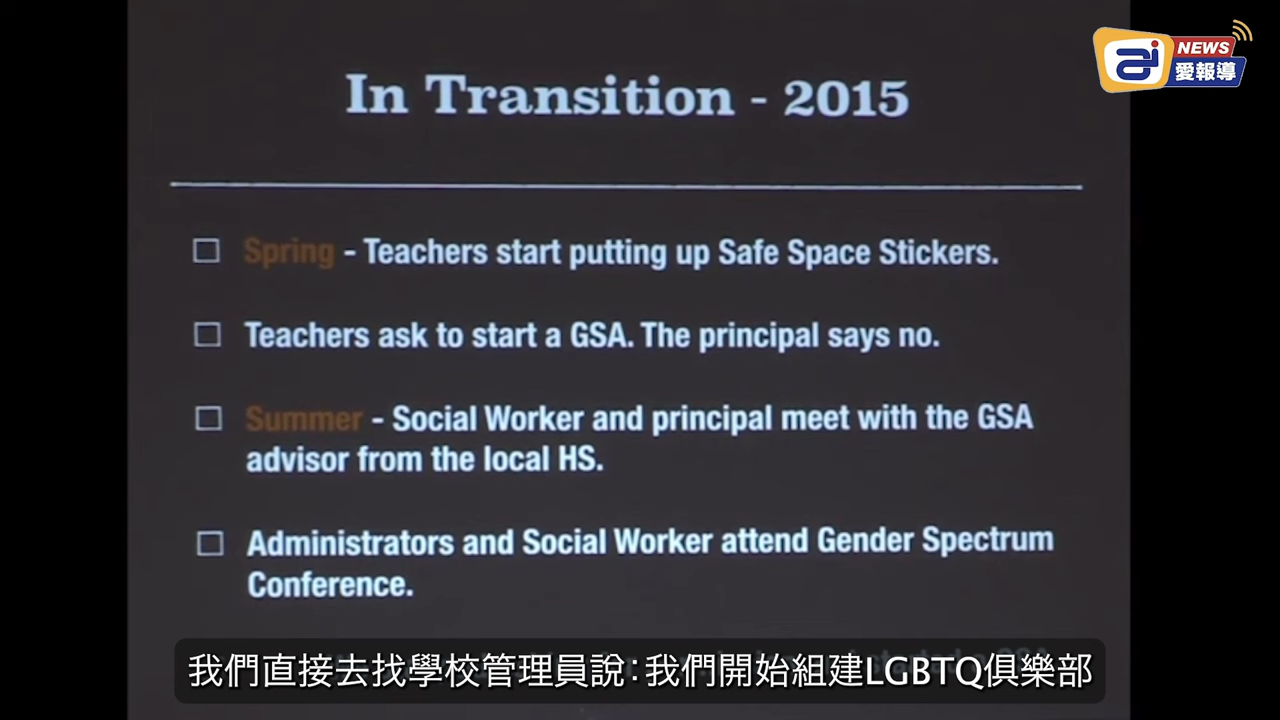 NEWS
愛報導
In Transition - 2015
Spring - Teachers start putting up Safe Space Stickers.
Teachers ask to start a GSA. The principal says no.
Summer - Social Worker and principal meet with the GSA
advisor from the local HS.
Administrators and Social Worker attend Gender Spectrum
Conference.
我們直接去找學校管理員說:我們開始組建LGBTQ俱樂部